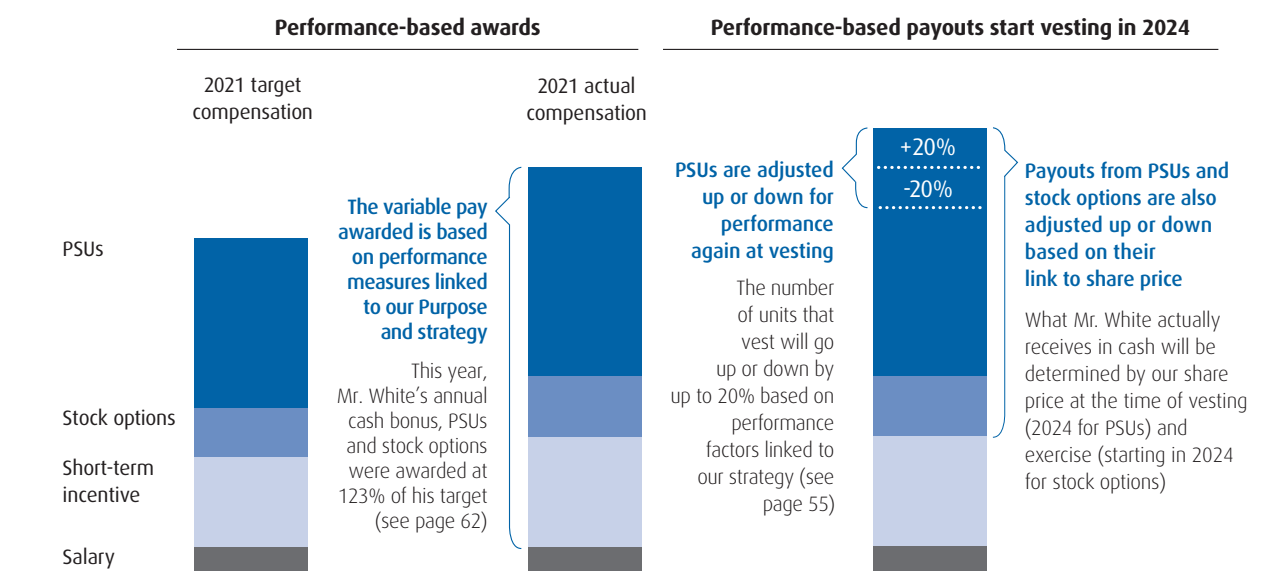 Performance-based awards
Performance-based payouts start vesting in 2024
2021 target
compensation
2021 actual
compensation
PSUs
Stock options
Short-term
incentive
Salary
The variable pay
awarded is based
on performance
measures linked
to our Purpose
and strategy
This year,
Mr. White’s annual
cash bonus, PSUs
and stock options
were awarded at
123% of his target
(see page 62)
PSUs are adjusted
up or down for
performance
again at vesting
The number
of units that
vest will go
up or down by
up to 20% based on
performance
factors linked to
our strategy (see
page 55)
+20%
-20%
Payouts from PSUs and
stock options are also
adjusted up or down
based on their
link to share price
What Mr. White actually
receives in cash will be
determined by our share
price at the time of vesting
(2024 for PSUs) and
exercise (starting in 2024
for stock options)